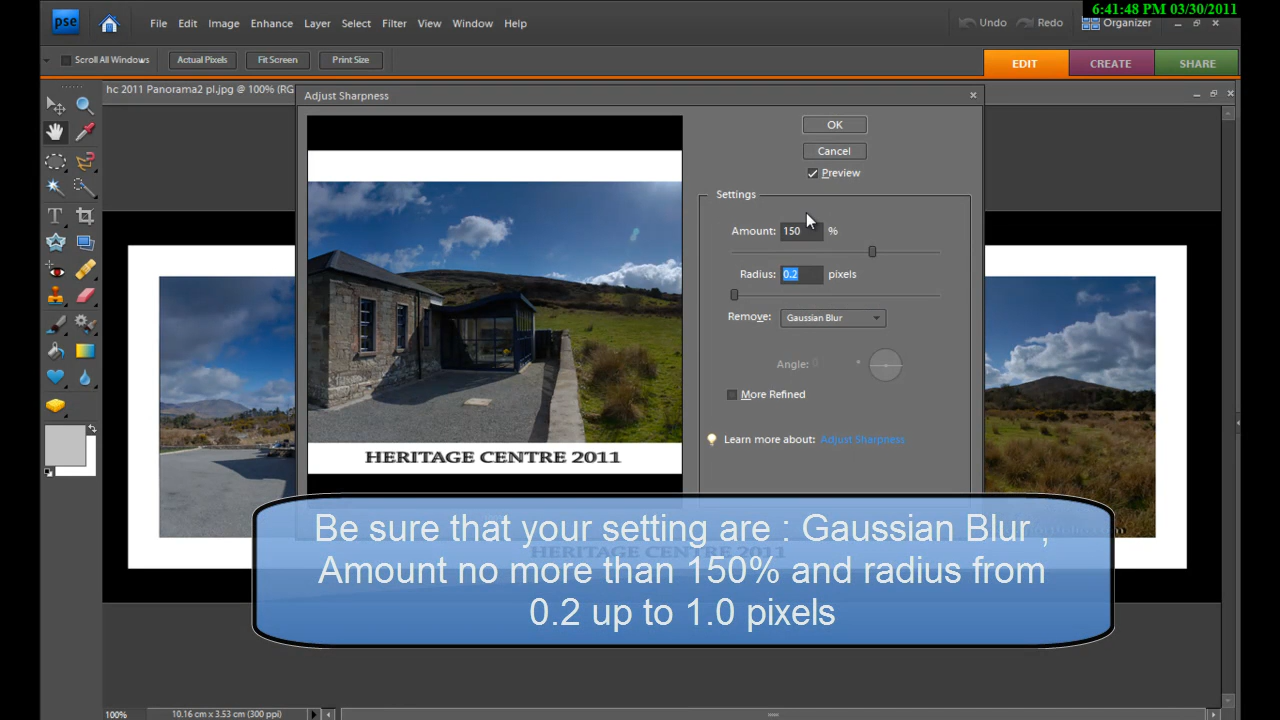 6:41:48 PM 03/30/2011
pse File Edit Image Enhance Layer Select Filter View Window Help Undo Redo Organizer
Scroll All Windows Actual Pixels Fit Screen Print Size EDIT CREATE SHARE
hc 2011 Panorama2 pl.jpg @ 100% (RG
Adjust Sharpness
OK
Cancel
Preview
Settings
Amount: 150 %
Radius: 0.2 pixels
Remove: Gaussian Blur
Angle: 0 °
More Refined
Learn more about: Adjust Sharpness
HERITAGE CENTRE 2011
Be sure that your setting are : Gaussian Blur ,
HERITAGE CENTRE 2011
Amount no more than 150% and radius from
0.2 up to 1.0 pixels
100% 10.16 cm x 3.53 cm (300 ppi)